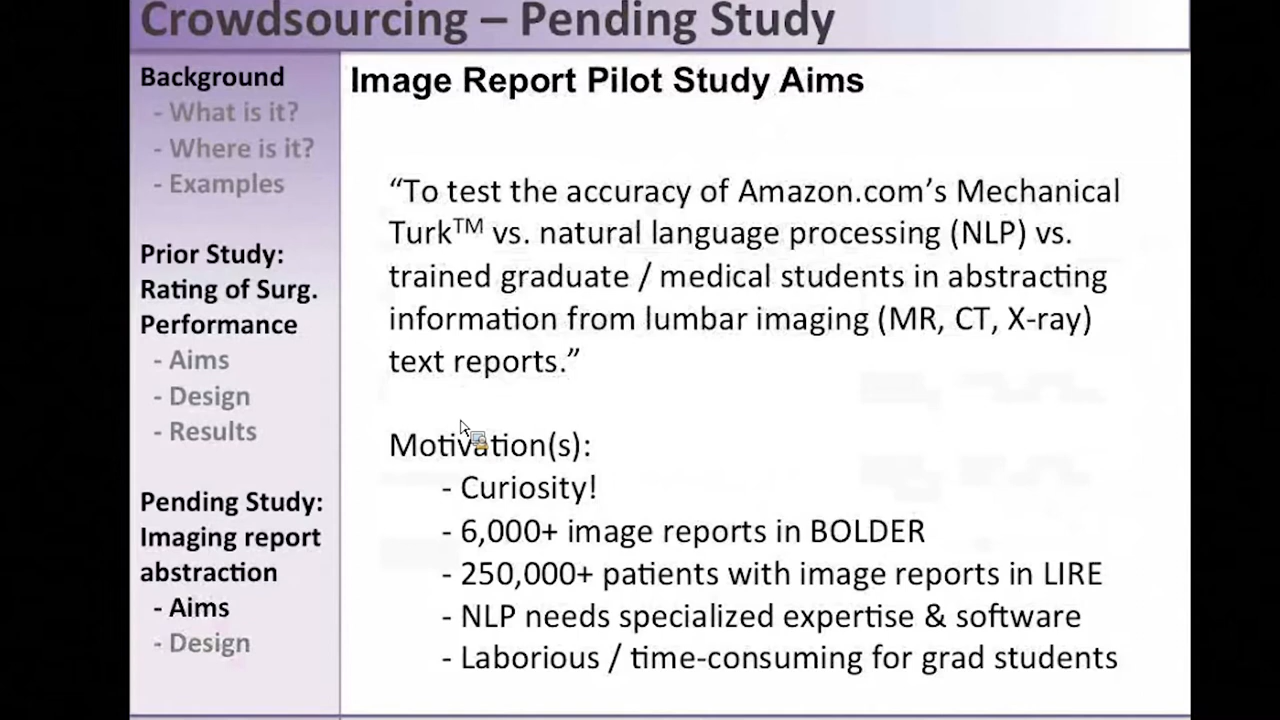 Crowdsourcing – Pending Study
Background
- What is it?
- Where is it?
- Examples
Prior Study:
Rating of Surg.
Performance
- Aims
- Design
- Results
Pending Study:
Imaging report
abstraction
- Aims
- Design
Image Report Pilot Study Aims
“To test the accuracy of Amazon.com’s Mechanical
Turk™ vs. natural language processing (NLP) vs.
trained graduate / medical students in abstracting
information from lumbar imaging (MR, CT, X-ray)
text reports.”
Motivation(s):
- Curiosity!
- 6,000+ image reports in BOLDER
- 250,000+ patients with image reports in LIRE
- NLP needs specialized expertise & software
- Laborious / time-consuming for grad students